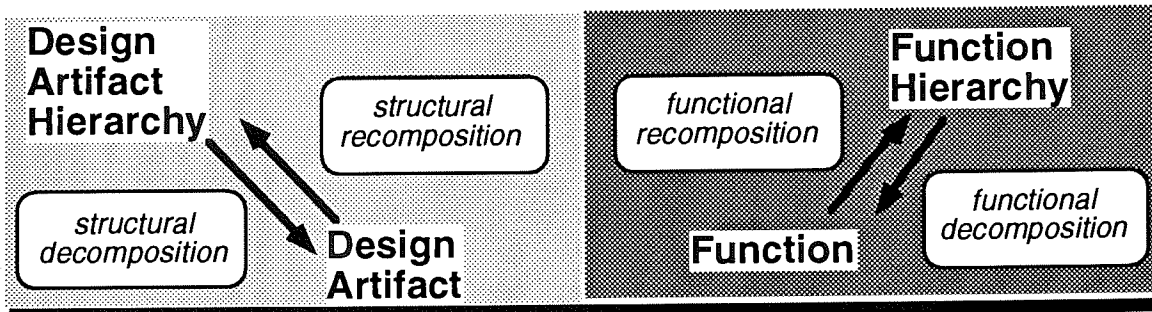 Design
Artifact
Hierarchy
structural
recomposition
structural
decomposition
Design
Artifact
Function
Hierarchy
functional
recomposition
functional
decomposition
Function